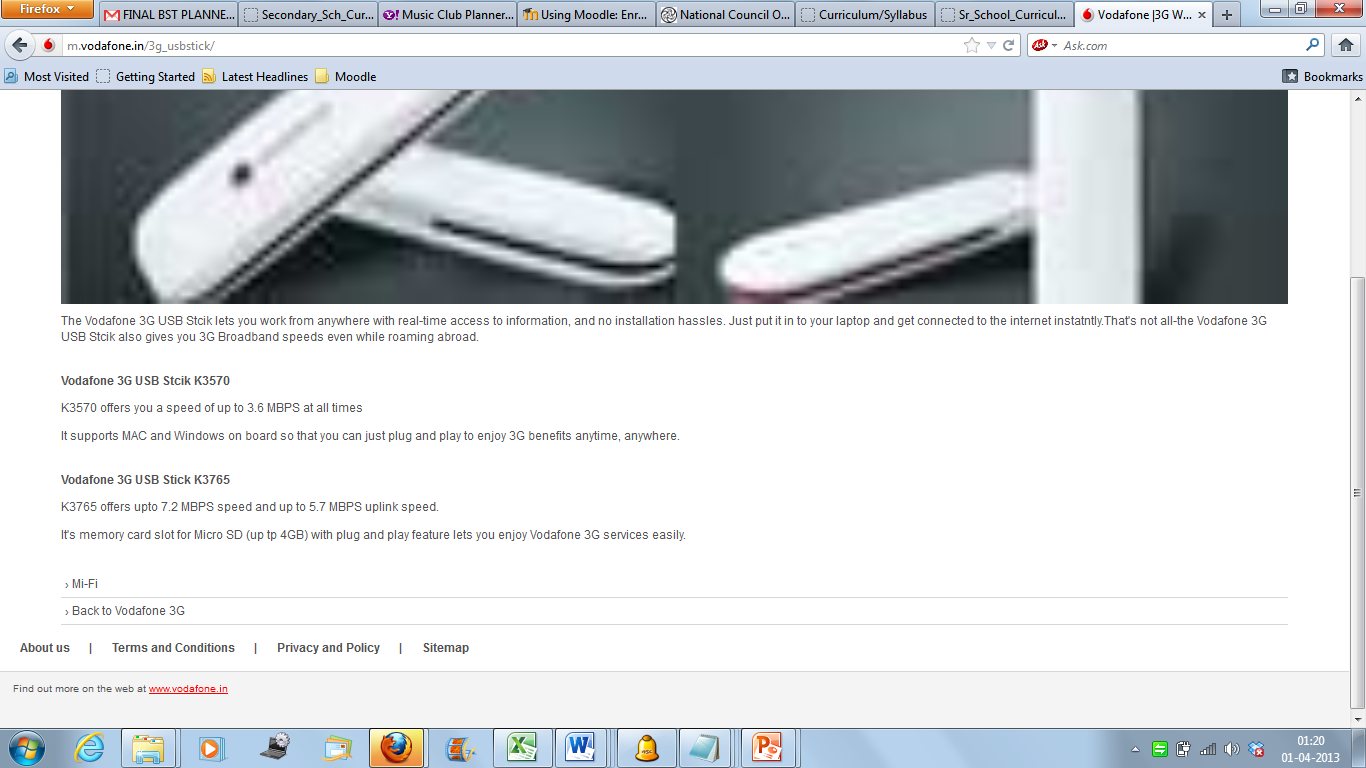 Firefox
FINAL BST PLANNE...
Secondary_Sch_Cur...
Music Club Planner...
Using Moodle: Enr...
National Council O...
Curriculum/Syllabus
Sr_School_Curricul...
Vodafone |3G W...
m.vodafone.in/3g_usbstick/
Ask Ask.com
Most Visited Getting Started Latest Headlines Moodle Bookmarks
The Vodafone 3G USB Stcik lets you work from anywhere with real-time access to information, and no installation hassles. Just put it in to your laptop and get connected to the internet instatntly.That's not all-the Vodafone 3G
USB Stcik also gives you 3G Broadband speeds even while roaming abroad.
Vodafone 3G USB Stcik K3570
K3570 offers you a speed of up to 3.6 MBPS at all times
It supports MAC and Windows on board so that you can just plug and play to enjoy 3G benefits anytime, anywhere.
Vodafone 3G USB Stick K3765
K3765 offers upto 7.2 MBPS speed and up to 5.7 MBPS uplink speed.
It's memory card slot for Micro SD (up tp 4GB) with plug and play feature lets you enjoy Vodafone 3G services easily.
› Mi-Fi
› Back to Vodafone 3G
About us | Terms and Conditions | Privacy and Policy | Sitemap
Find out more on the web at www.vodafone.in
01:20
01-04-2013